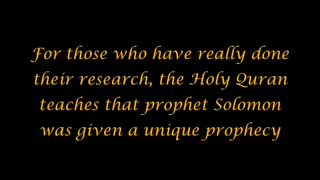 For those who have really done
their research, the Holy Quran
teaches that prophet Solomon
was given a unique prophecy